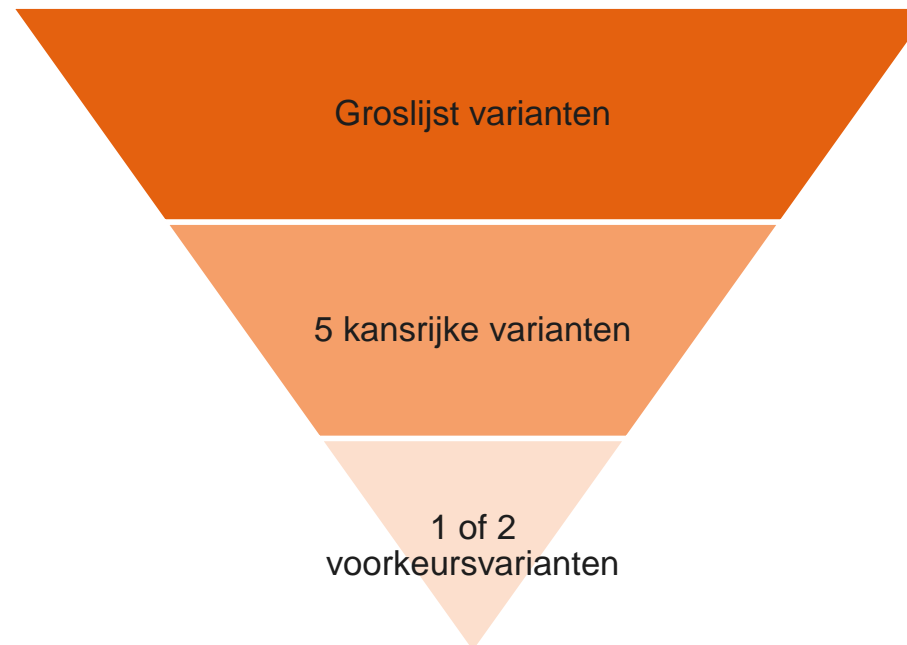 Groslijst varianten
5 kansrijke varianten
1 of 2
voorkeursvarianten